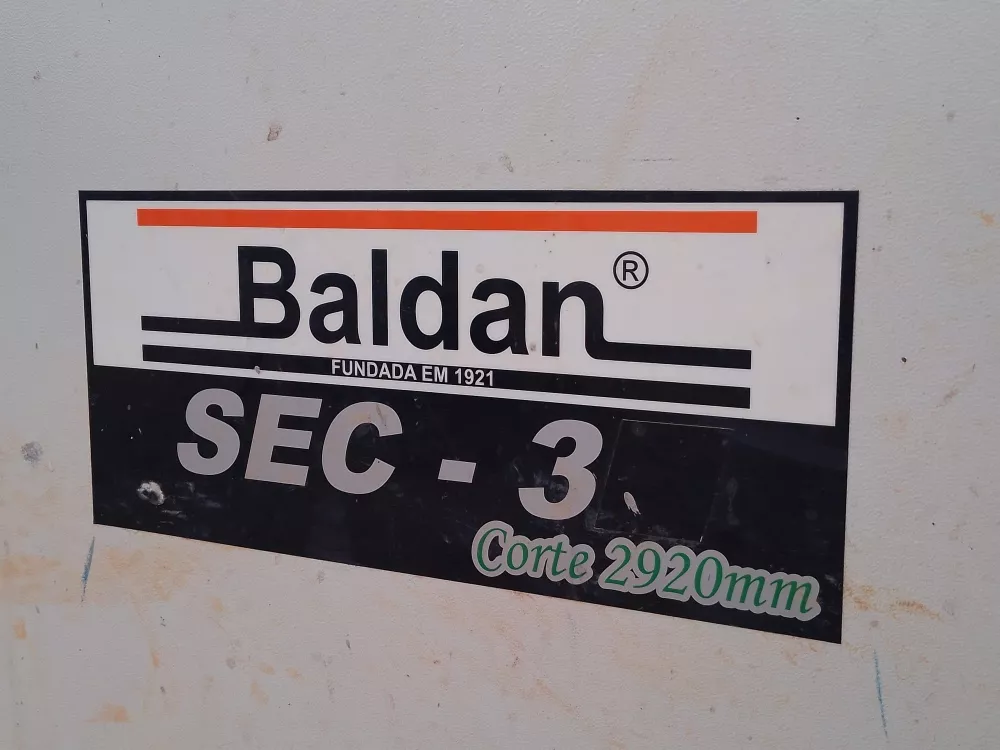 Baldan®
FUNDADA EM 1921
SEC - 3
Corte 2920mm